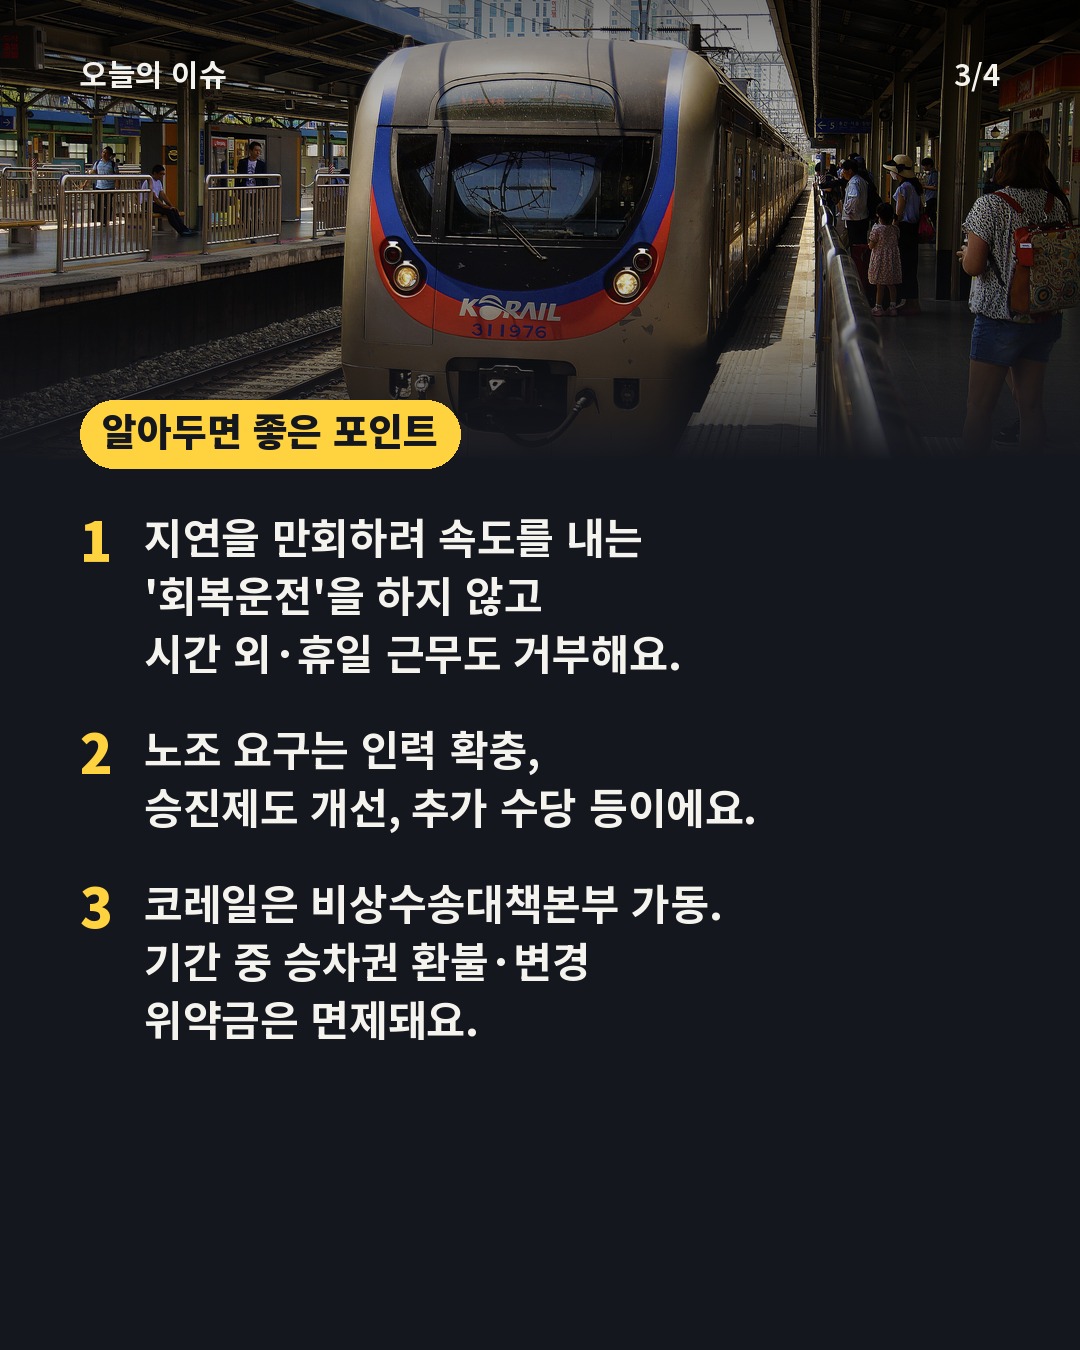 오늘의 이슈
3/4
KORAIL
311976
알아두면 좋은 포인트
1 지연을 만회하려 속도를 내는
'회복운전'을 하지 않고
시간 외·휴일 근무도 거부해요.
2 노조 요구는 인력 확충,
승진제도 개선, 추가 수당 등이에요.
3 코레일은 비상수송대책본부 가동.
기간 중 승차권 환불·변경
위약금은 면제돼요.